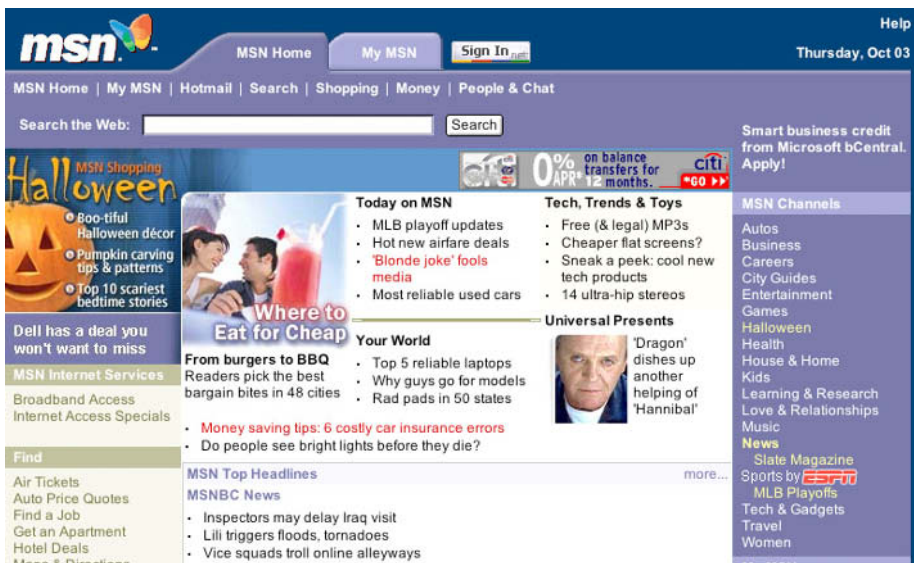 msn
MSN Home
My MSN
Sign In .net
Help
Thursday, Oct 03
MSN Home | My MSN | Hotmail | Search | Shopping | Money | People & Chat
Search the Web:
Search
Smart business credit
from Microsoft bCentral.
Apply!
MSN Shopping
Halloween
Boo-tiful
Halloween décor
Pumpkin carving
tips & patterns
Top 10 scariest
bedtime stories
citi
0%
APR*
on balance
transfers for
12 months.
citi
*GO
Dell has a deal you
won't want to miss
MSN Internet Services
Broadband Access
Internet Access Specials
Find
Air Tickets
Auto Price Quotes
Find a Job
Get an Apartment
Hotel Deals
Maps & Directions
Where to
Eat for Cheap
From burgers to BBQ
Readers pick the best
bargain bites in 48 cities
Today on MSN
· MLB playoff updates
· Hot new airfare deals
· 'Blonde joke' fools
media
· Most reliable used cars
Your World
· Top 5 reliable laptops
· Why guys go for models
· Rad pads in 50 states
Tech, Trends & Toys
· Free (& legal) MP3s
· Cheaper flat screens?
· Sneak a peek: cool new
tech products
· 14 ultra-hip stereos
Universal Presents
'Dragon'
dishes up
another
helping of
'Hannibal'
· Money saving tips: 6 costly car insurance errors
· Do people see bright lights before they die?
MSN Top Headlines
more...
MSNBC News
· Inspectors may delay Iraq visit
· Lili triggers floods, tornadoes
· Vice squads troll online alleyways
MSN Channels
Autos
Business
Careers
City Guides
Entertainment
Games
Halloween
Health
House & Home
Kids
Learning & Research
Love & Relationships
Music
News
Slate Magazine
Sports by ESPN
MLB Playoffs
Tech & Gadgets
Travel
Women